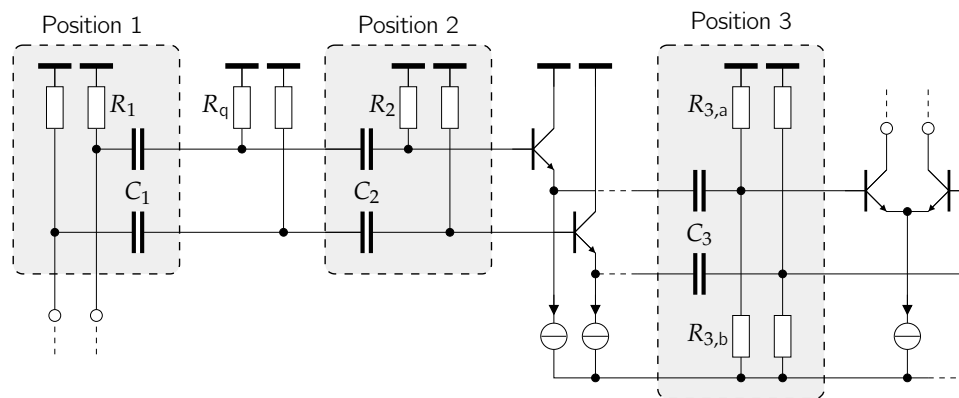 Position 1
Position 2
Position 3
R1
Rq
R2
R3,a
C1
C2
C3
R3,b